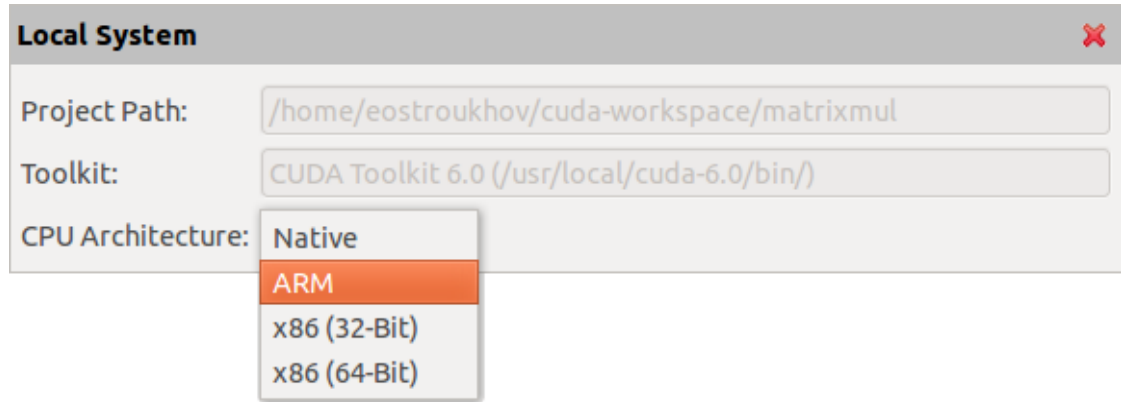 Local System
Project Path: /home/eostroukhov/cuda-workspace/matrixmul
Toolkit: CUDA Toolkit 6.0 (/usr/local/cuda-6.0/bin/)
CPU Architecture: Native
ARM
x86 (32-Bit)
x86 (64-Bit)